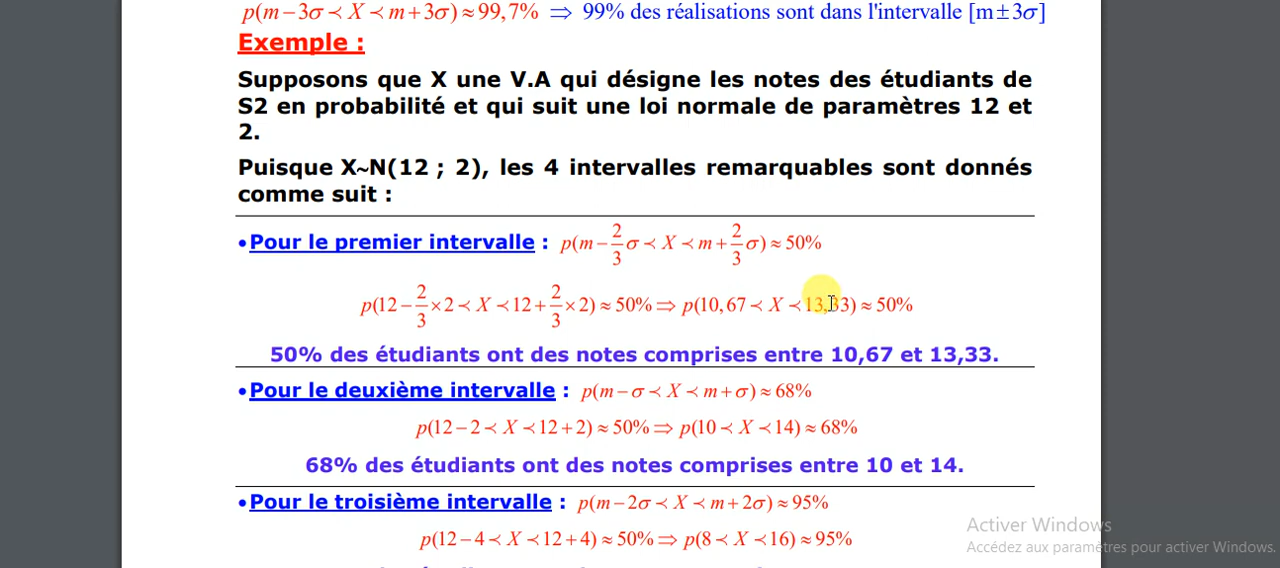 p(m−3σ ≺ X ≺ m+3σ) ≈ 99,7% ⟹ 99% des réalisations sont dans l'intervalle [m±3σ]
Exemple :
Supposons que X une V.A qui désigne les notes des étudiants de
S2 en probabilité et qui suit une loi normale de paramètres 12 et
2.
Puisque X~N(12 ; 2), les 4 intervalles remarquables sont donnés
comme suit :
•Pour le premier intervalle : p(m−2/3σ ≺ X ≺ m+2/3σ) ≈ 50%
p(12−2/3×2 ≺ X ≺ 12+2/3×2) ≈ 50% ⟹ p(10,67 ≺ X ≺ 13,33) ≈ 50%
50% des étudiants ont des notes comprises entre 10,67 et 13,33.
•Pour le deuxième intervalle : p(m−σ ≺ X ≺ m+σ) ≈ 68%
p(12−2 ≺ X ≺ 12+2) ≈ 50% ⟹ p(10 ≺ X ≺ 14) ≈ 68%
68% des étudiants ont des notes comprises entre 10 et 14.
•Pour le troisième intervalle : p(m−2σ ≺ X ≺ m+2σ) ≈ 95%
p(12−4 ≺ X ≺ 12+4) ≈ 50% ⟹ p(8 ≺ X ≺ 16) ≈ 95%
Activer Windows
Accédez aux paramètres pour activer Windows.